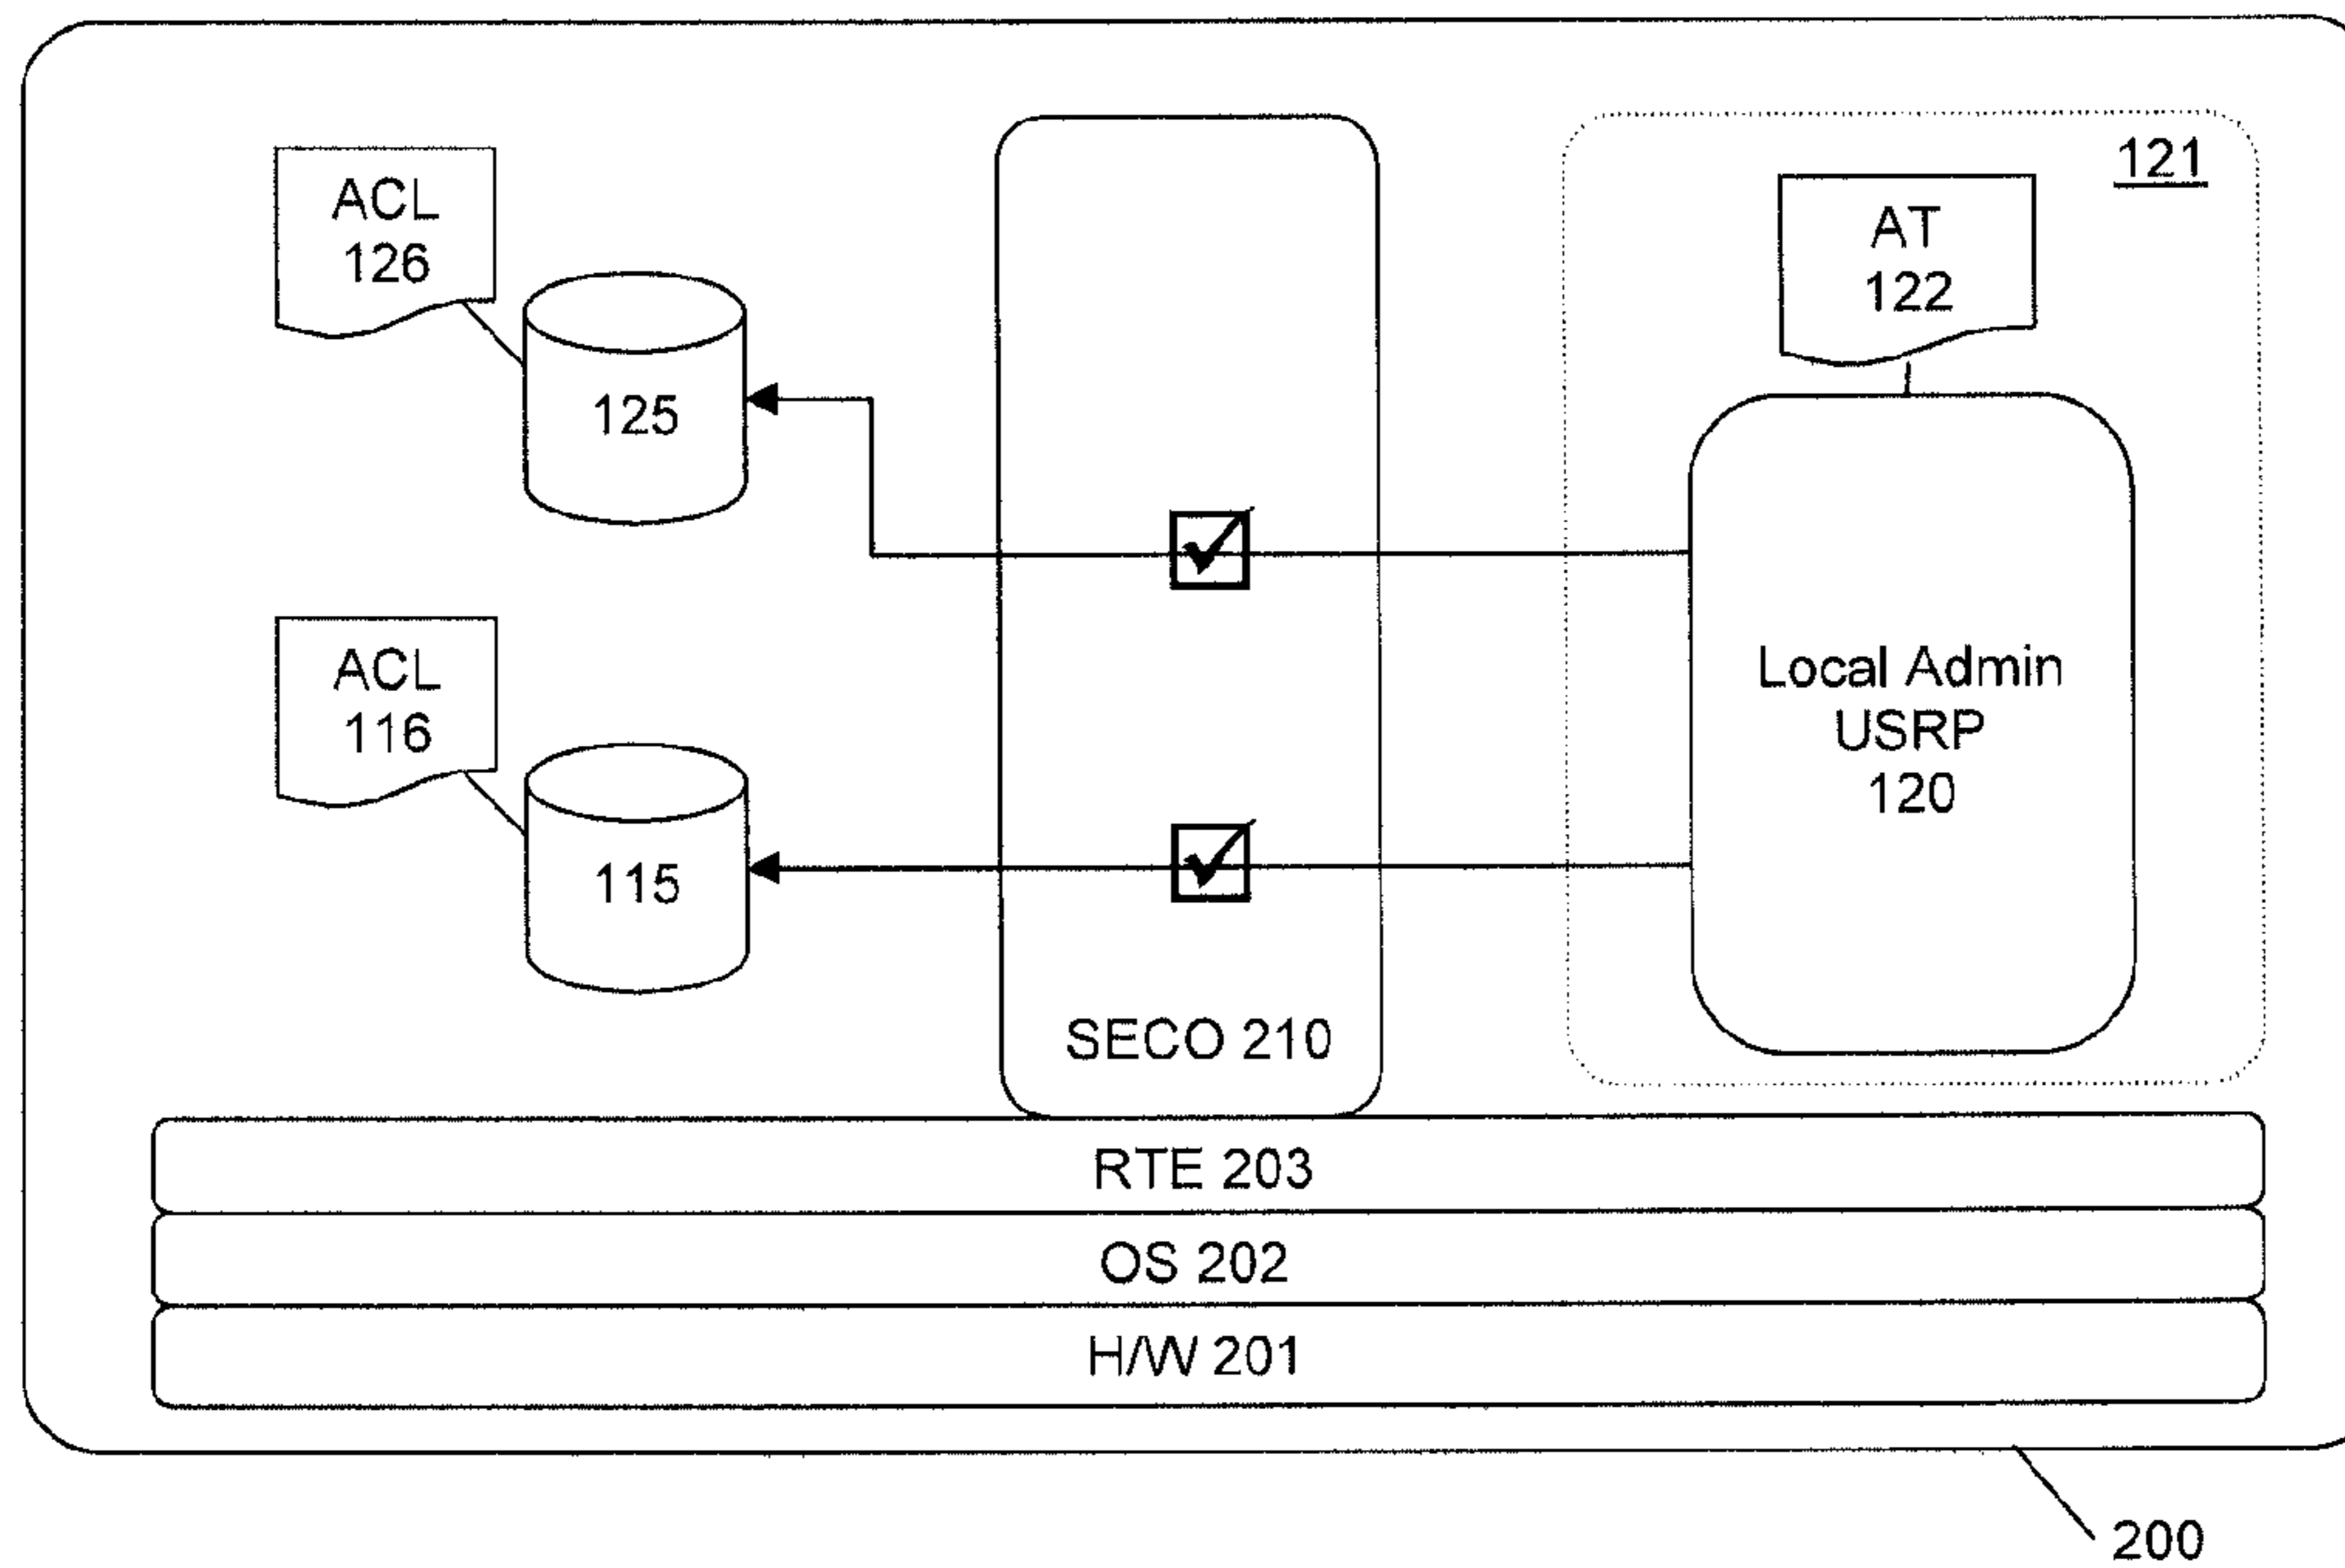 121
ACL
126
AT
122
125
ACL
116
Local Admin
USRP
120
115
SECO 210
RTE 203
OS 202
H/W 201
200